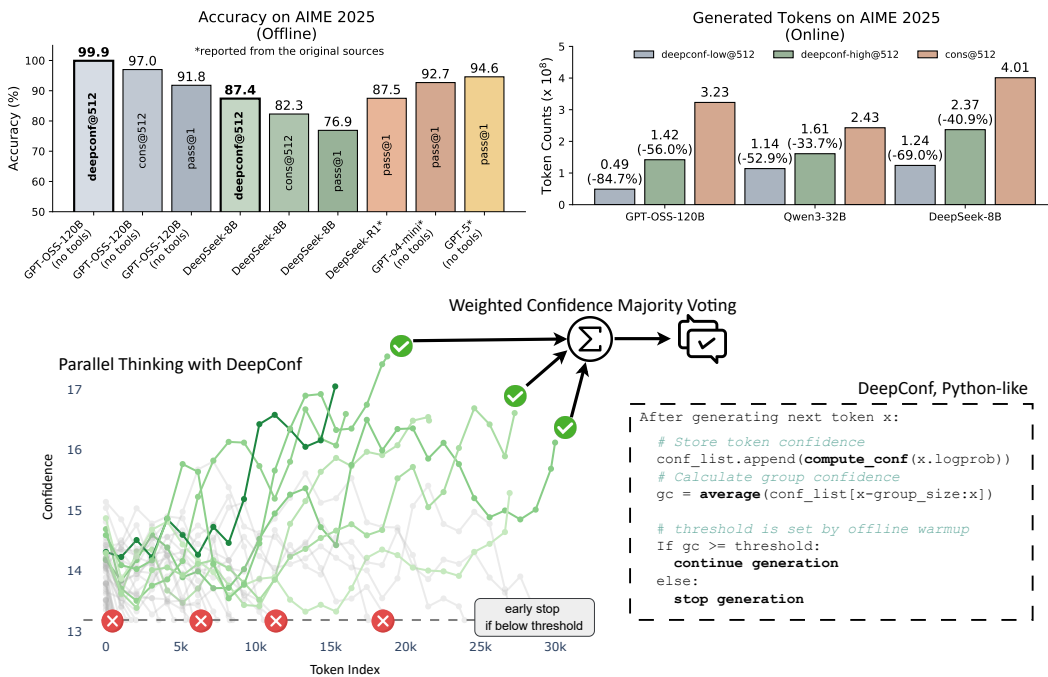 Accuracy on AIME 2025
(Offline)
*reported from the original sources
Accuracy (%)
100
90
80
70
60
50
99.9
97.0
91.8
87.4
82.3
76.9
87.5
92.7
94.6
deepconf@512
cons@512
pass@1
deepconf@512
cons@512
pass@1
pass@1
pass@1
pass@1
GPT-OSS-120B
(no tools)
GPT-OSS-120B
(no tools)
GPT-OSS-120B
(no tools)
DeepSeek-8B
DeepSeek-8B
DeepSeek-8B
DeepSeek-R1*
GPT-o4-mini*
(no tools)
GPT-5*
(no tools)
Generated Tokens on AIME 2025
(Online)
deepconf-low@512
deepconf-high@512
cons@512
Token Counts (x 10⁸)
5
4
3
2
1
0
0.49
(-84.7%)
1.42
(-56.0%)
3.23
1.14
(-52.9%)
1.61
(-33.7%)
2.43
1.24
(-69.0%)
2.37
(-40.9%)
4.01
GPT-OSS-120B
Qwen3-32B
DeepSeek-8B
Weighted Confidence Majority Voting
Σ
Parallel Thinking with DeepConf
Confidence
17
16
15
14
13
0
5k
10k
15k
20k
25k
30k
Token Index
early stop
if below threshold
DeepConf, Python-like
After generating next token x:
# Store token confidence
conf_list.append(compute_conf(x.logprob))
# Calculate group confidence
gc = average(conf_list[x-group_size:x])
# threshold is set by offline warmup
If gc >= threshold:
continue generation
else:
stop generation